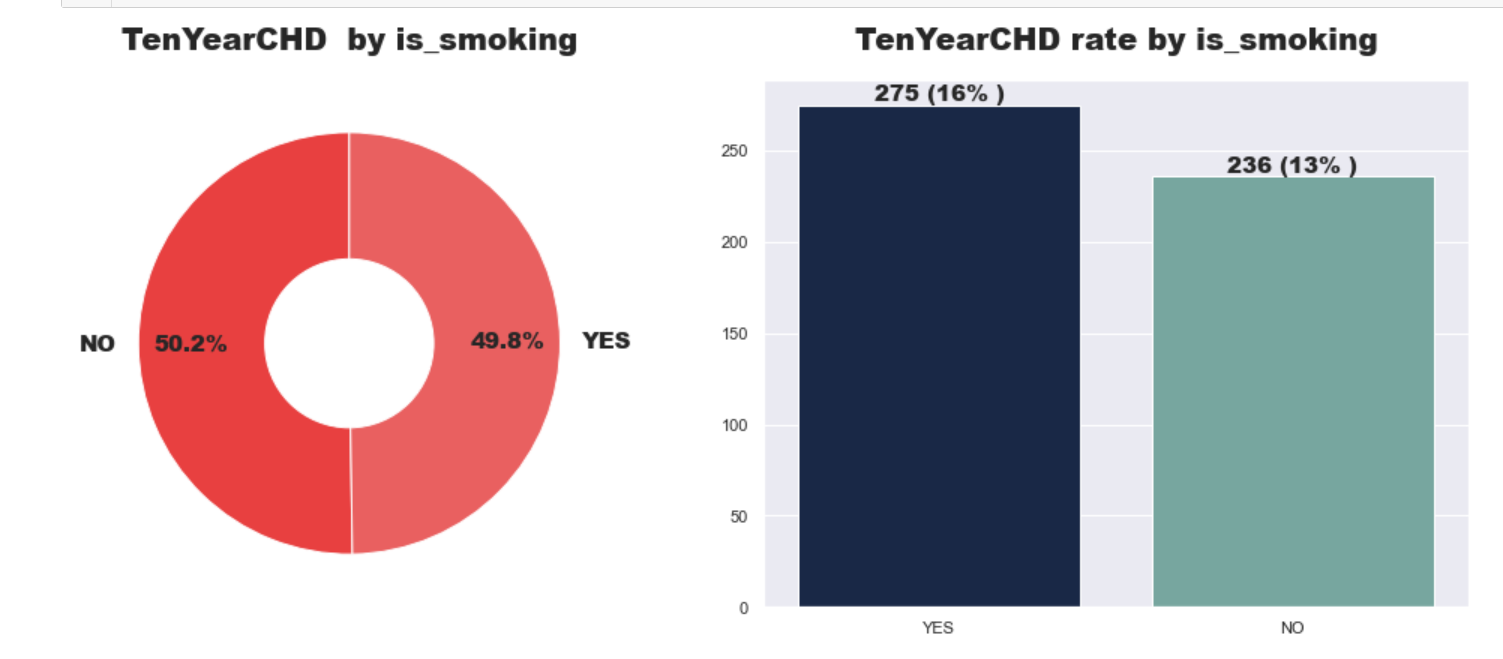 TenYearCHD  by is_smoking
NO
50.2%
49.8%
YES
TenYearCHD rate by is_smoking
275 (16% )
236 (13% )
250
200
150
100
50
0
YES
NO